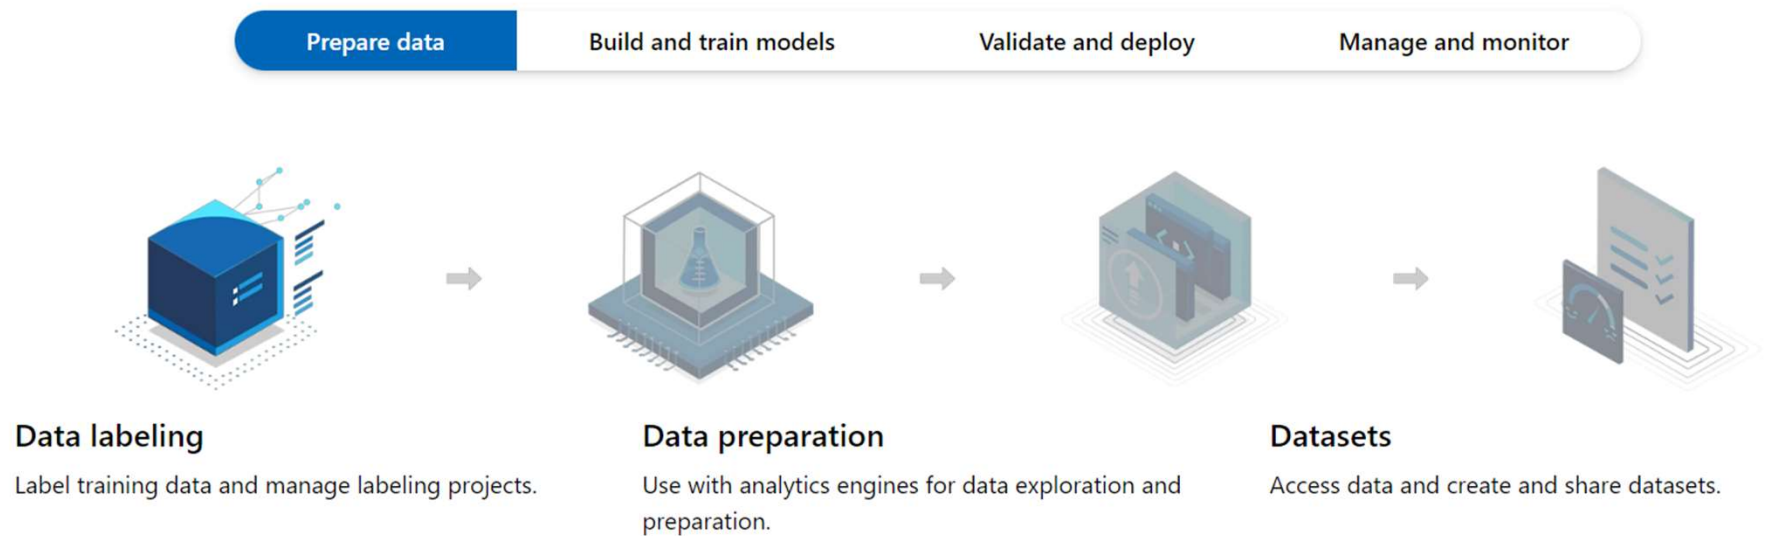 Prepare data
Build and train models
Validate and deploy
Manage and monitor
Data labeling
Label training data and manage labeling projects.
Data preparation
Use with analytics engines for data exploration and
preparation.
Datasets
Access data and create and share datasets.